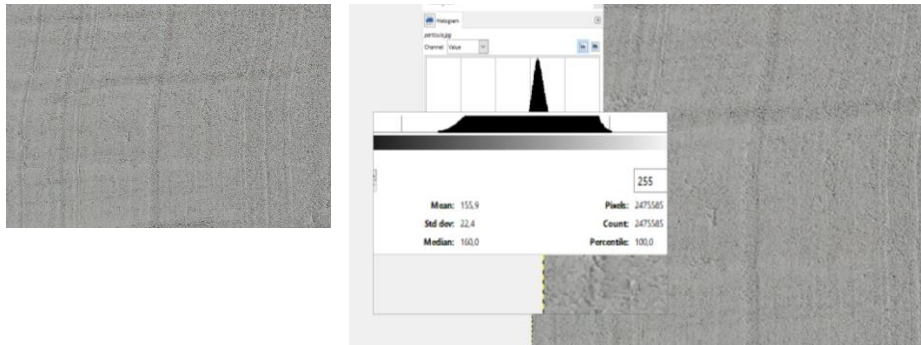 Histogram
Channel: Value
255
Mean: 155,9 Pixels: 2475585
Std dev: 22,4 Count: 2475585
Median: 160,0 Percentile: 100,0